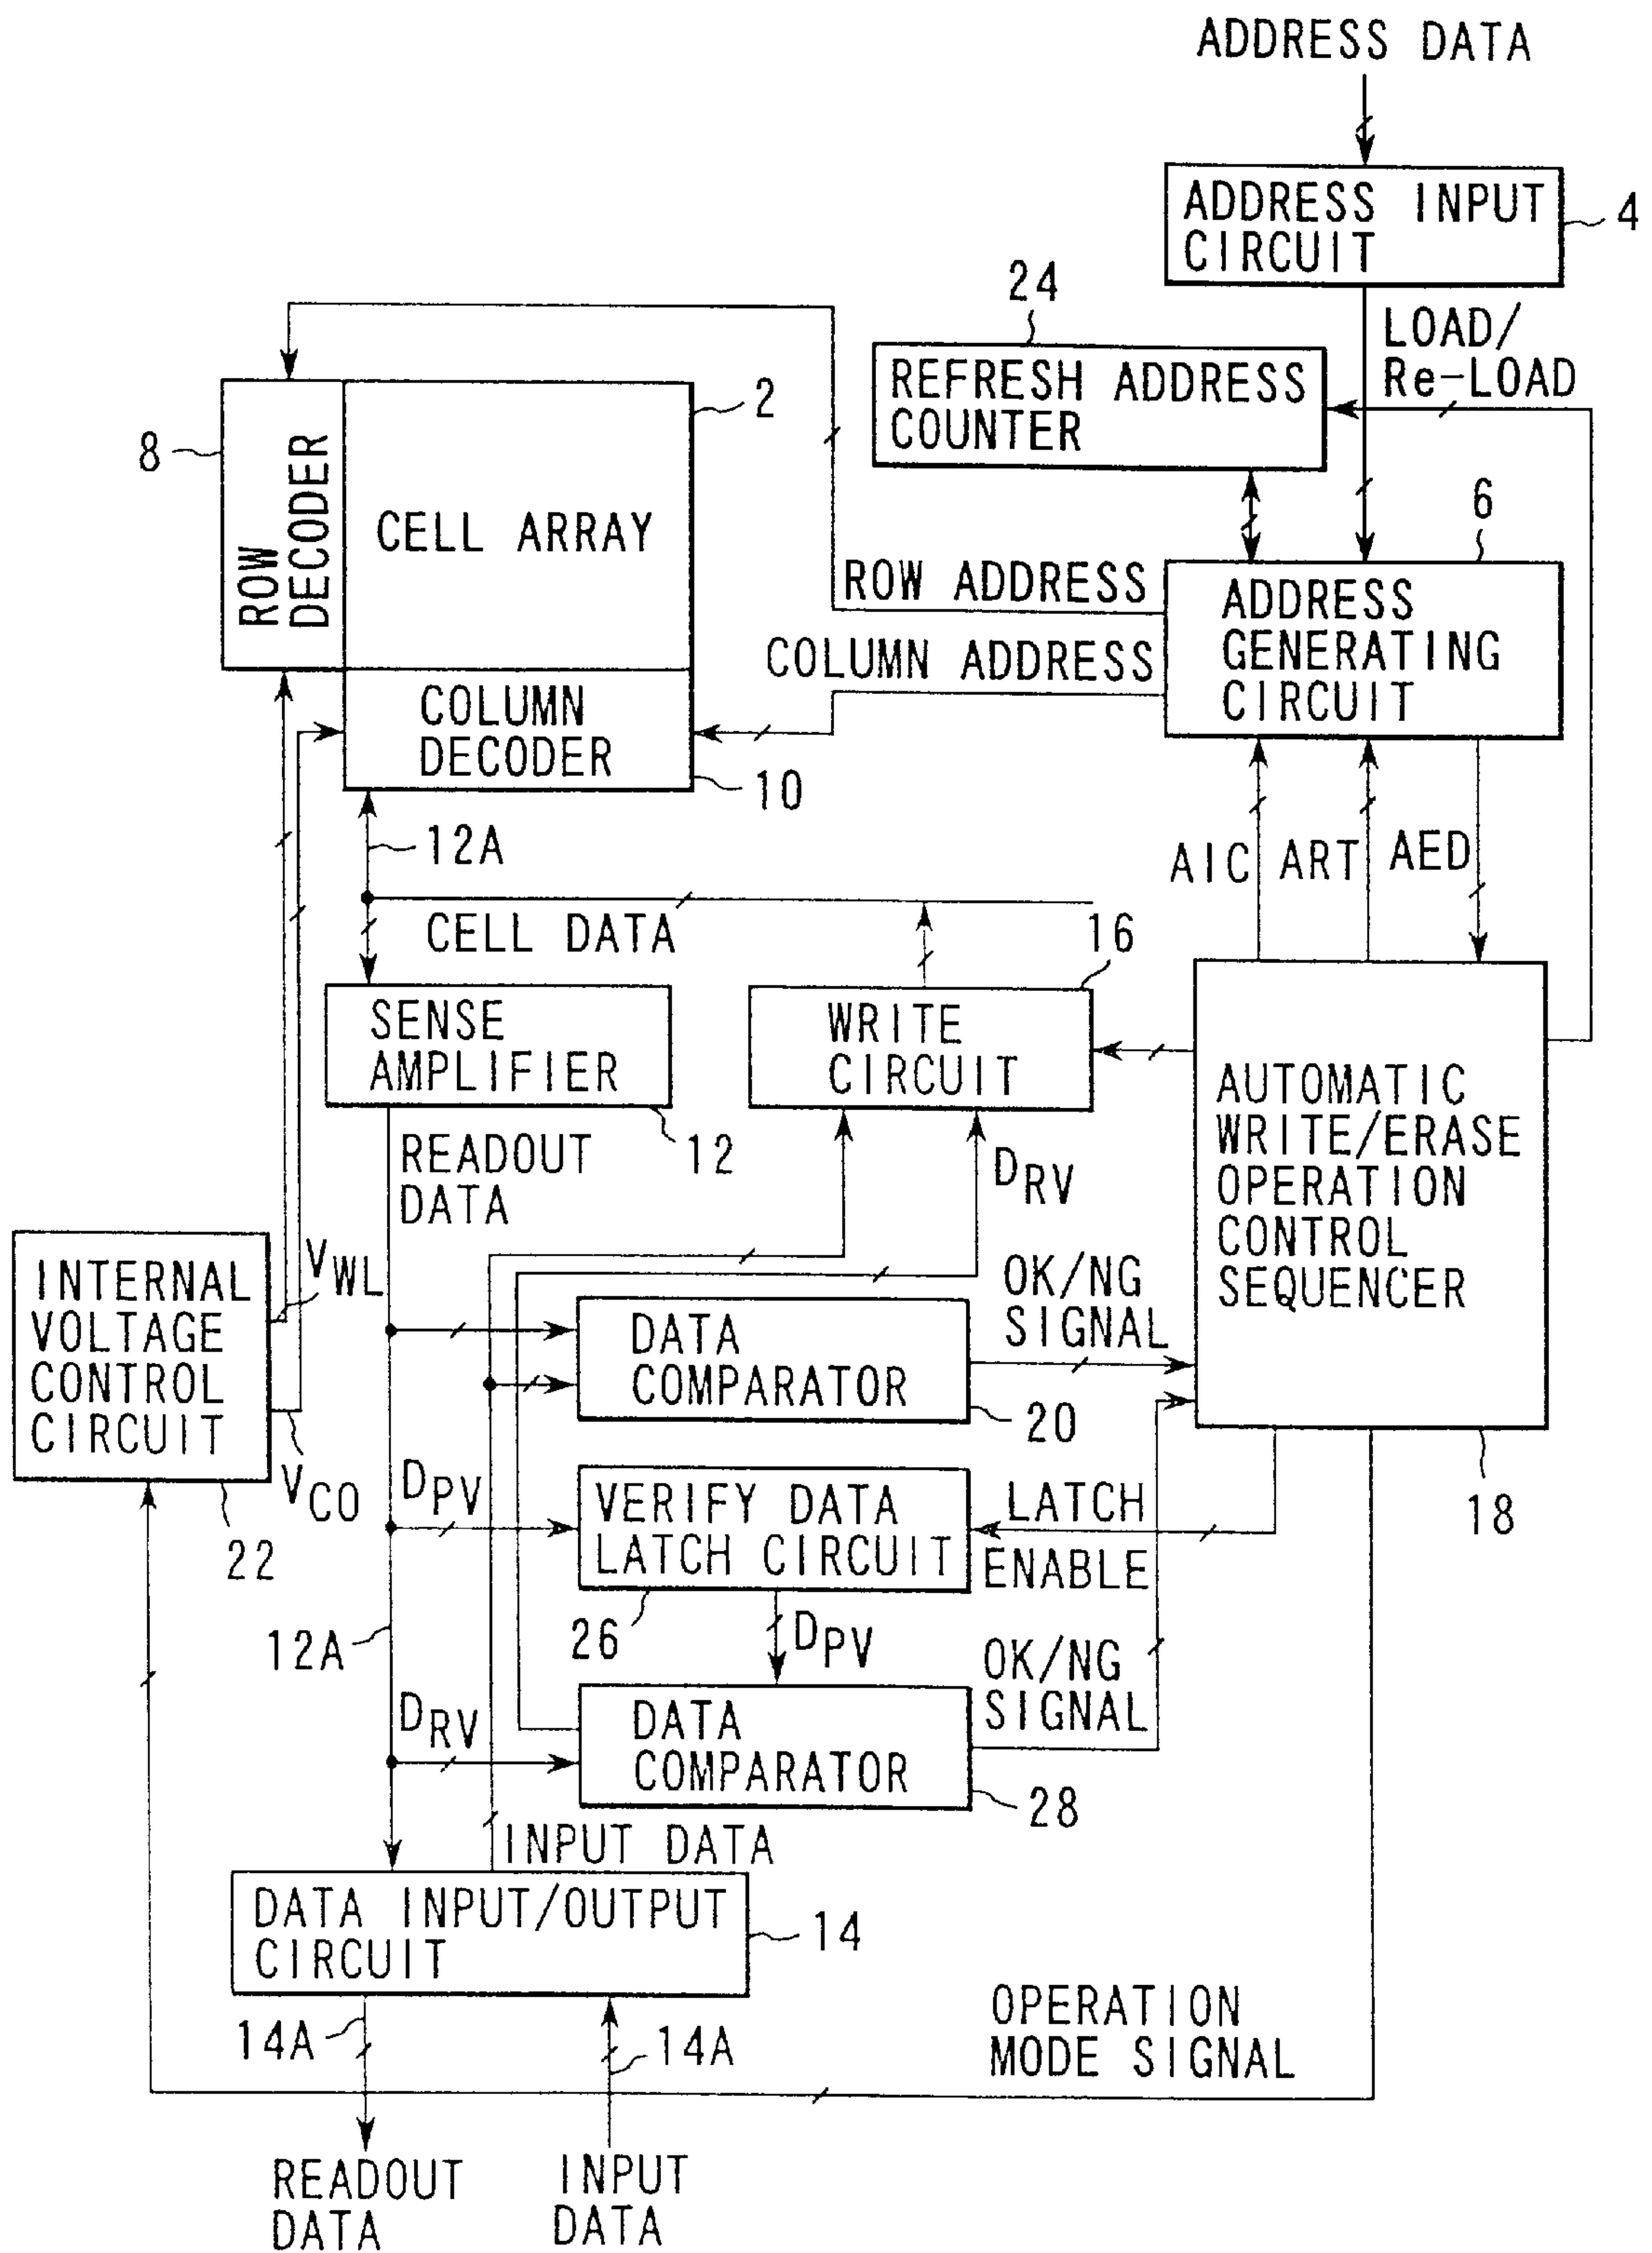 ADDRESS DATA
ADDRESS INPUT
CIRCUIT
4
24
LOAD/
Re-LOAD
REFRESH ADDRESS
COUNTER
2
8
ROW
DECODER
CELL ARRAY
6
ROW ADDRESS
ADDRESS
GENERATING
CIRCUIT
COLUMN ADDRESS
COLUMN
DECODER
10
12A
AIC
ART
AED
CELL DATA
16
SENSE
AMPLIFIER
WRITE
CIRCUIT
12
READOUT
DATA
DRV
AUTOMATIC
WRITE/ERASE
OPERATION
CONTROL
SEQUENCER
INTERNAL
VOLTAGE
CONTROL
CIRCUIT
VWL
OK/NG
SIGNAL
DATA
COMPARATOR
20
VCO
22
DPV
VERIFY DATA
LATCH CIRCUIT
LATCH
ENABLE
18
26
DPV
12A
OK/NG
SIGNAL
DRV
DATA
COMPARATOR
28
INPUT DATA
DATA INPUT/OUTPUT
CIRCUIT
14
14A
14A
OPERATION
MODE SIGNAL
READOUT
DATA
INPUT
DATA